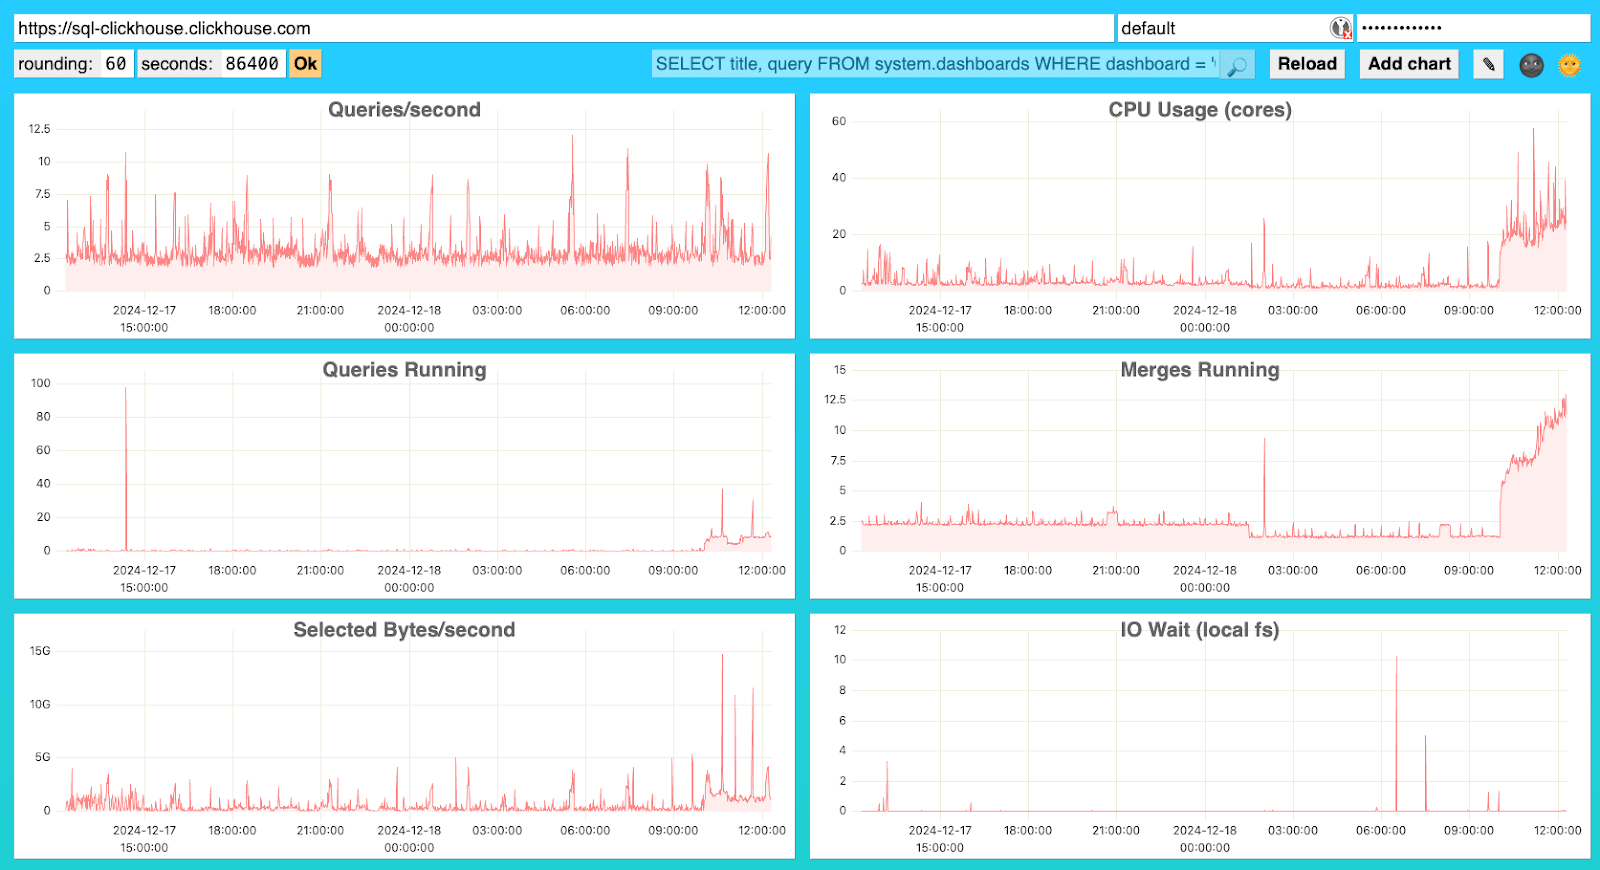 https://sql-clickhouse.clickhouse.com default •••••••••••••
rounding: 60 seconds: 86400 Ok SELECT title, query FROM system.dashboards WHERE dashboard = ' Reload Add chart
Queries/second
12.5
10
7.5
5
2.5
0
2024-12-17 18:00:00 21:00:00 2024-12-18 03:00:00 06:00:00 09:00:00 12:00:00
15:00:00 00:00:00
CPU Usage (cores)
60
40
20
0
2024-12-17 18:00:00 21:00:00 2024-12-18 03:00:00 06:00:00 09:00:00 12:00:00
15:00:00 00:00:00
Queries Running
100
80
60
40
20
0
2024-12-17 18:00:00 21:00:00 2024-12-18 03:00:00 06:00:00 09:00:00 12:00:00
15:00:00 00:00:00
Merges Running
15
12.5
10
7.5
5
2.5
0
2024-12-17 18:00:00 21:00:00 2024-12-18 03:00:00 06:00:00 09:00:00 12:00:00
15:00:00 00:00:00
Selected Bytes/second
15G
10G
5G
0
2024-12-17 18:00:00 21:00:00 2024-12-18 03:00:00 06:00:00 09:00:00 12:00:00
15:00:00 00:00:00
IO Wait (local fs)
12
10
8
6
4
2
0
2024-12-17 18:00:00 21:00:00 2024-12-18 03:00:00 06:00:00 09:00:00 12:00:00
15:00:00 00:00:00